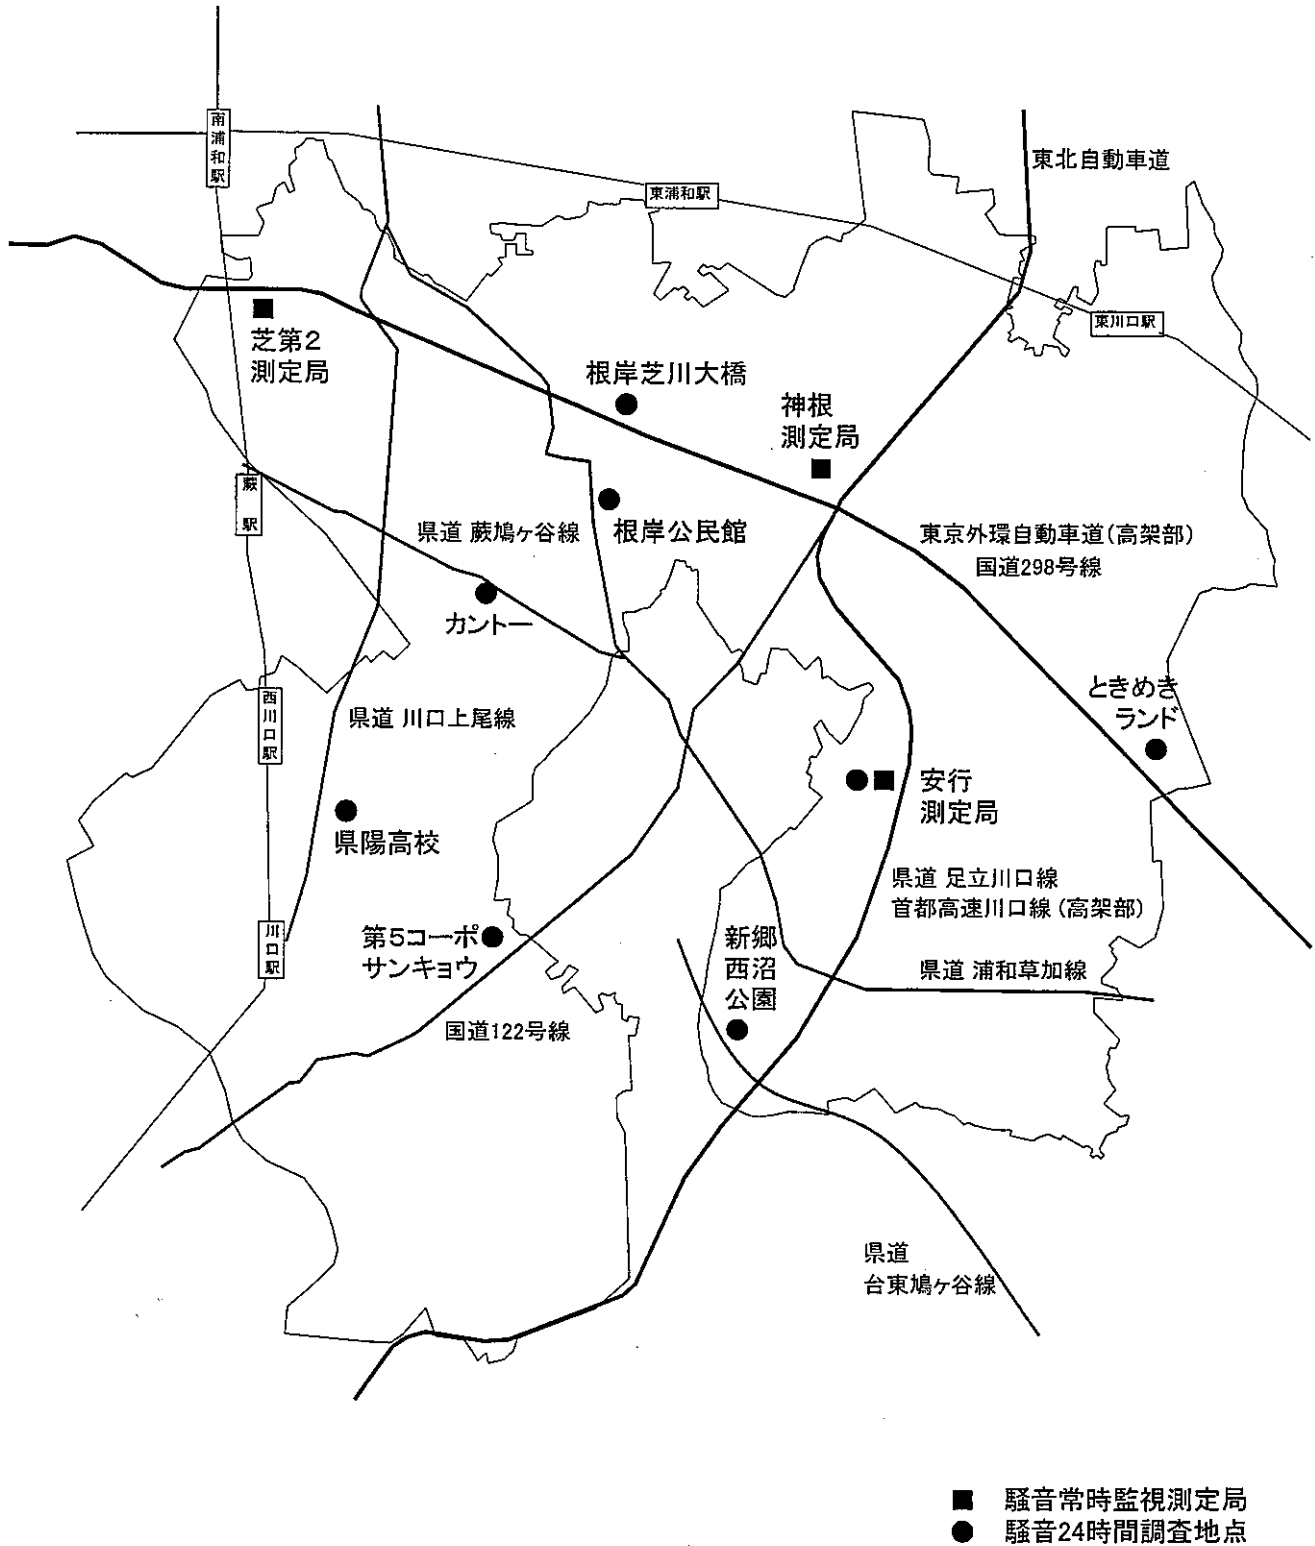 南浦和駅
東北自動車道
東浦和駅
東川口駅
芝第2
測定局
根岸芝川大橋
神根
測定局
蕨 駅
県道 蕨鳩ヶ谷線
根岸公民館
東京外環自動車道(高架部)
国道298号線
カントー
ときめき
ランド
西川口駅
県道 川口上尾線
安行
測定局
県陽高校
県道 足立川口線
首都高速川口線(高架部)
川口駅
第5コーポ
サンキョウ
新郷
西沼
公園
県道 浦和草加線
国道122号線
県道
台東鳩ヶ谷線
■ 騒音常時監視測定局
● 騒音24時間調査地点